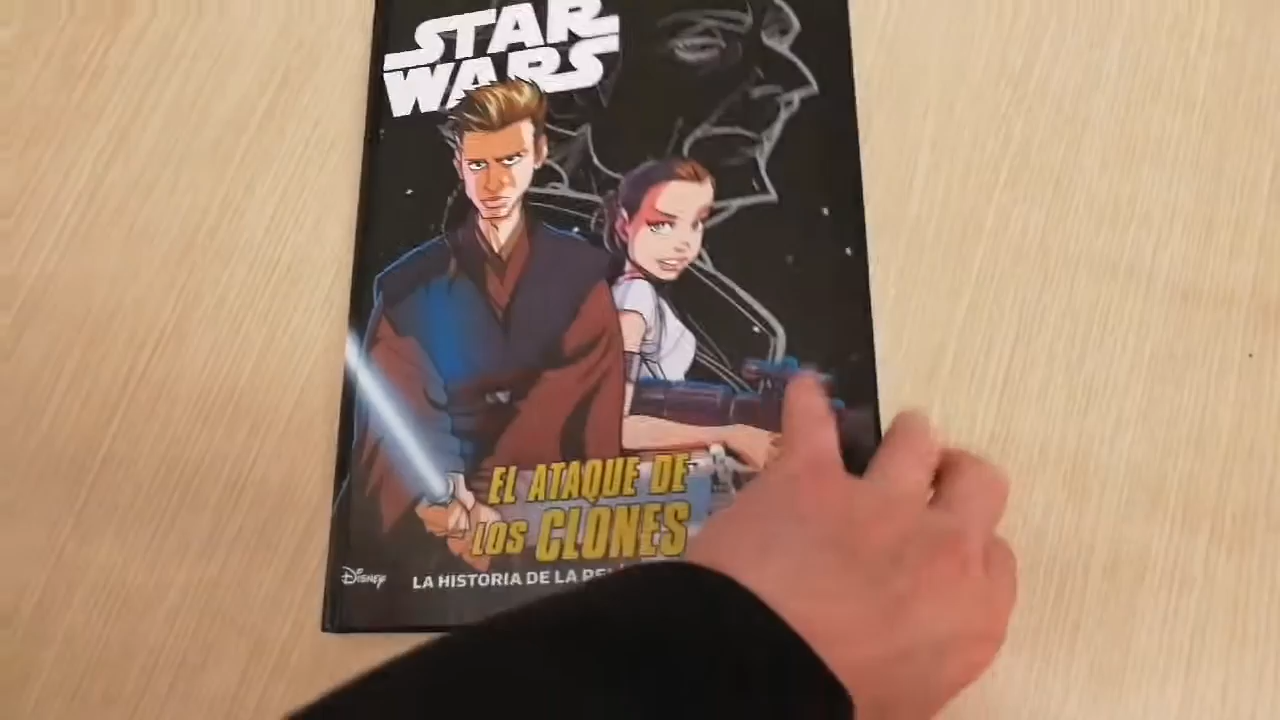 STAR
WARS
EL ATAQUE DE
LOS CLONES
Disney
LA HISTORIA DE LA